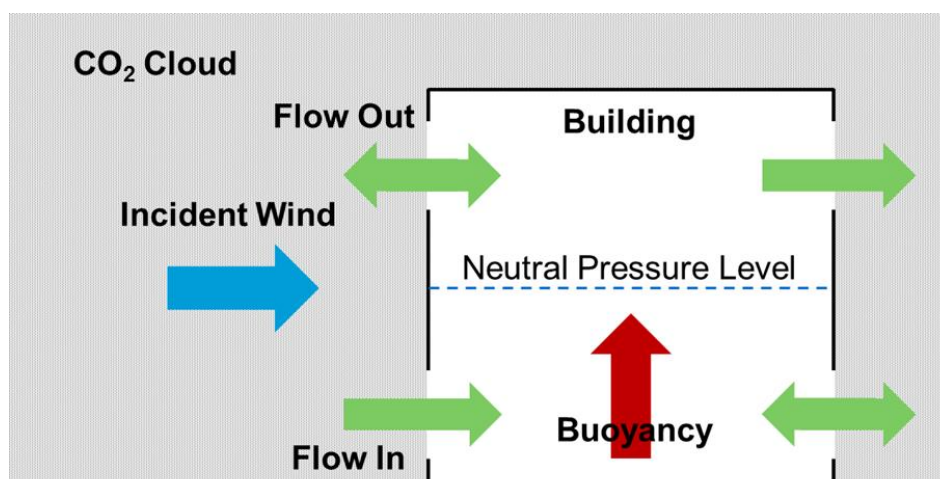 CO₂ Cloud
Flow Out
Building
Incident Wind
Neutral Pressure Level
Buoyancy
Flow In